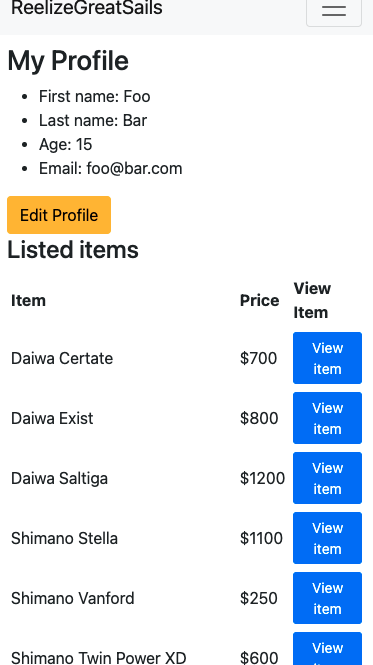 ReelizeGreatSails
My Profile
• First name: Foo
• Last name: Bar
• Age: 15
• Email: foo@bar.com
Edit Profile
Listed items
Item Price View Item
Daiwa Certate $700 View item
Daiwa Exist $800 View item
Daiwa Saltiga $1200 View item
Shimano Stella $1100 View item
Shimano Vanford $250 View item
Shimano Twin Power XD $600 View